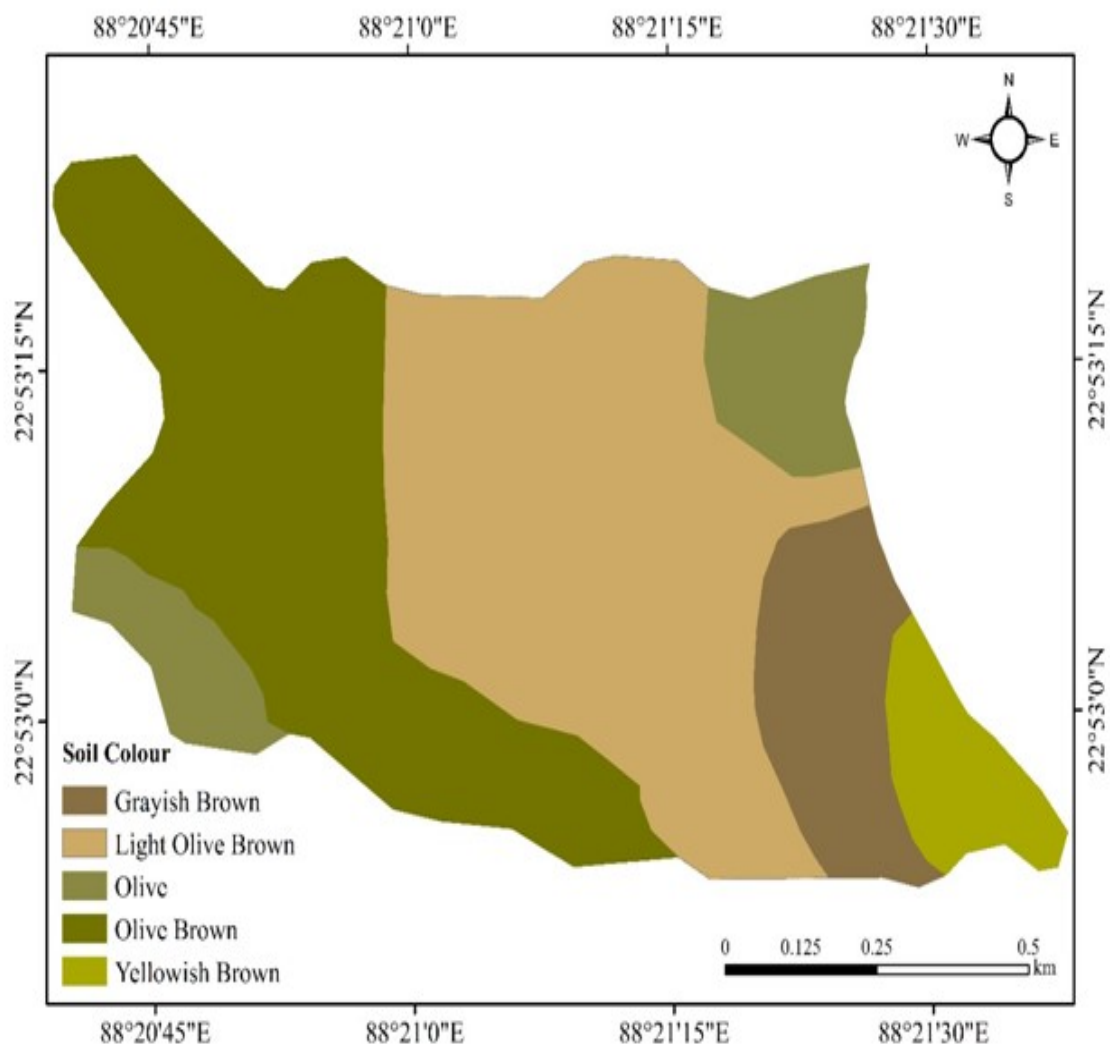 88°20'45"E 88°21'0"E 88°21'15"E 88°21'30"E
N
W E
S
22°53'15"N 22°53'15"N
22°53'0"N 22°53'0"N
Soil Colour
Grayish Brown
Light Olive Brown
Olive
Olive Brown
Yellowish Brown
0 0.125 0.25 0.5
km
88°20'45"E 88°21'0"E 88°21'15"E 88°21'30"E